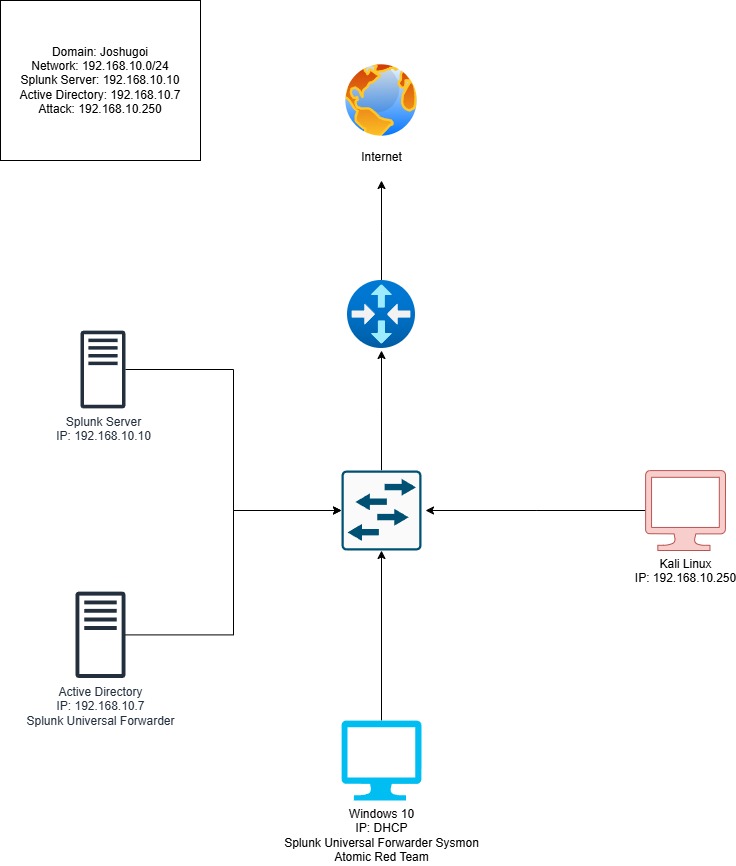 Domain: Joshugoi
Network: 192.168.10.0/24
Splunk Server: 192.168.10.10
Active Directory: 192.168.10.7
Attack: 192.168.10.250
Internet
Splunk Server
IP: 192.168.10.10
Kali Linux
IP: 192.168.10.250
Active Directory
IP: 192.168.10.7
Splunk Universal Forwarder
Windows 10
IP: DHCP
Splunk Universal Forwarder Sysmon
Atomic Red Team